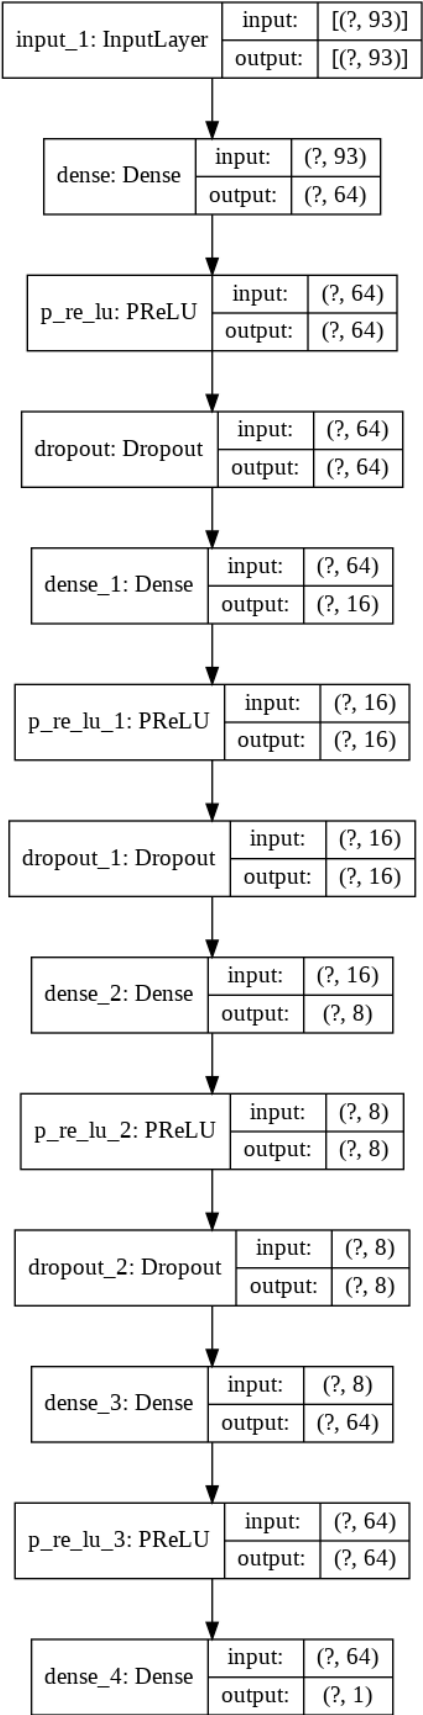 input_1: InputLayer
input: [(?, 93)]
output: [(?, 93)]
dense: Dense
input: (?, 93)
output: (?, 64)
p_re_lu: PReLU
input: (?, 64)
output: (?, 64)
dropout: Dropout
input: (?, 64)
output: (?, 64)
dense_1: Dense
input: (?, 64)
output: (?, 16)
p_re_lu_1: PReLU
input: (?, 16)
output: (?, 16)
dropout_1: Dropout
input: (?, 16)
output: (?, 16)
dense_2: Dense
input: (?, 16)
output: (?, 8)
p_re_lu_2: PReLU
input: (?, 8)
output: (?, 8)
dropout_2: Dropout
input: (?, 8)
output: (?, 8)
dense_3: Dense
input: (?, 8)
output: (?, 64)
p_re_lu_3: PReLU
input: (?, 64)
output: (?, 64)
dense_4: Dense
input: (?, 64)
output: (?, 1)